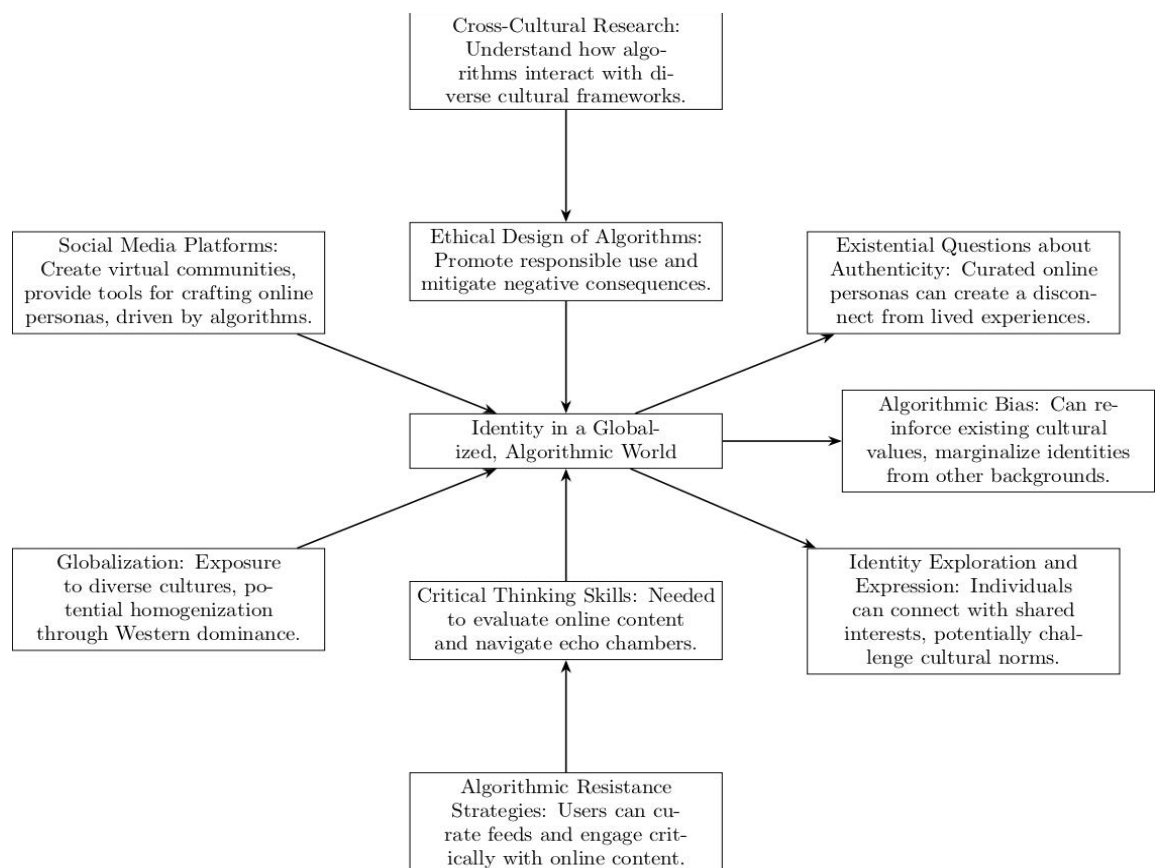 Cross-Cultural Research:
Understand how algo-
rithms interact with di-
verse cultural frameworks.
Social Media Platforms:
Create virtual communities,
provide tools for crafting online
personas, driven by algorithms.
Ethical Design of Algorithms:
Promote responsible use and
mitigate negative consequences.
Existential Questions about
Authenticity: Curated online
personas can create a discon-
nect from lived experiences.
Identity in a Global-
ized, Algorithmic World
Algorithmic Bias: Can re-
inforce existing cultural
values, marginalize identities
from other backgrounds.
Globalization: Exposure
to diverse cultures, po-
tential homogenization
through Western dominance.
Critical Thinking Skills: Needed
to evaluate online content
and navigate echo chambers.
Identity Exploration and
Expression: Individuals
can connect with shared
interests, potentially chal-
lenge cultural norms.
Algorithmic Resistance
Strategies: Users can cu-
rate feeds and engage crit-
ically with online content.